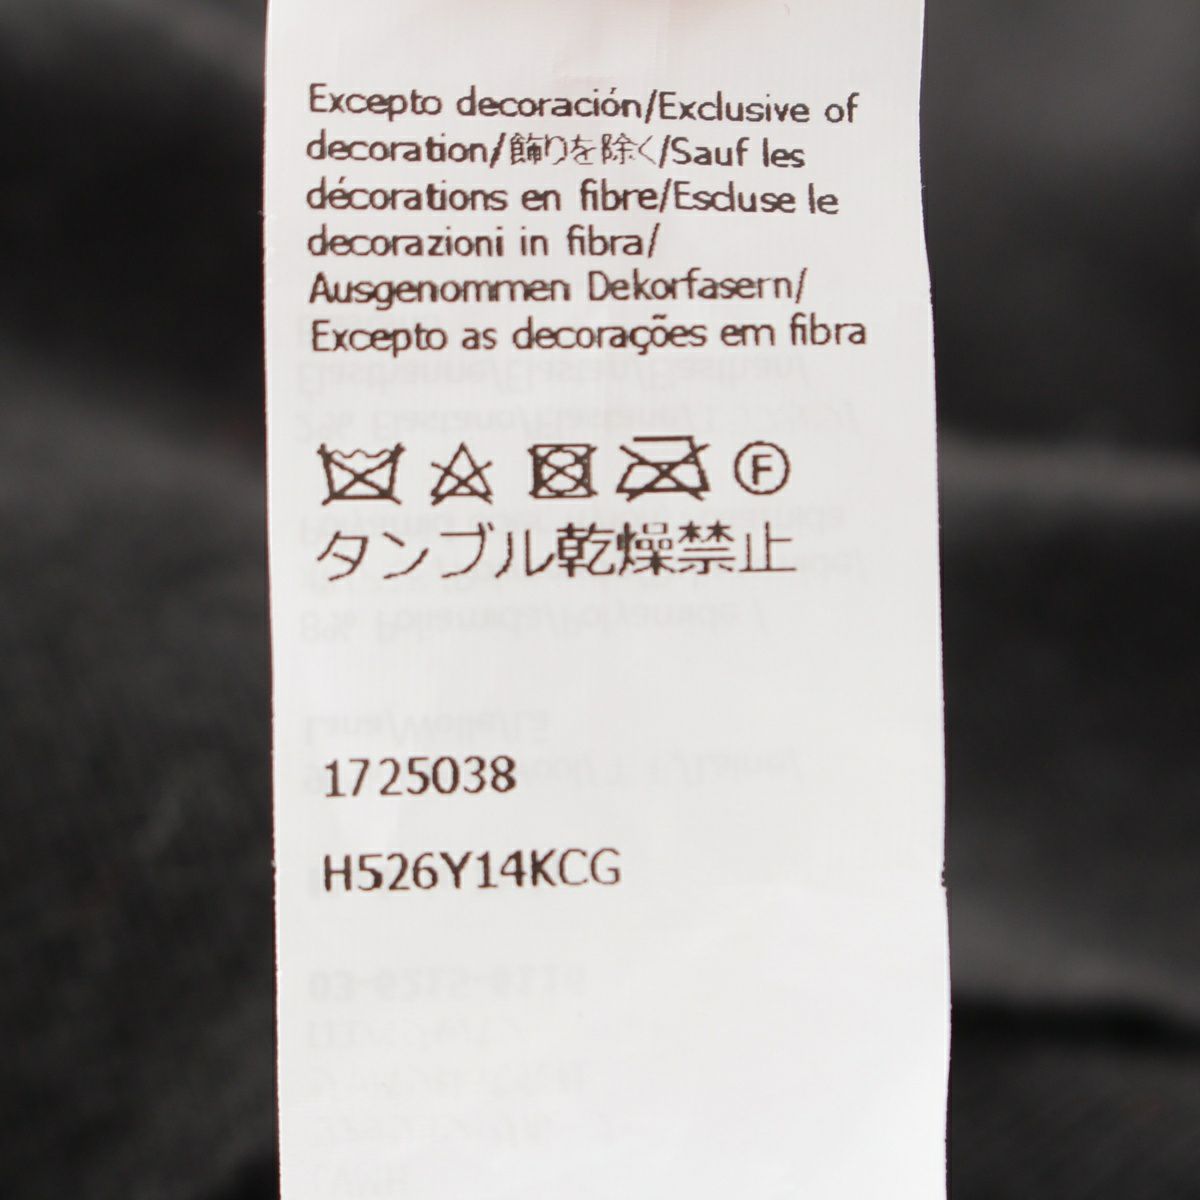 Excepto decoración/Exclusive of
decoration/飾りを除く/Sauf les
décorations en fibre/Escluse le
decorazioni in fibra/
Ausgenommen Dekorfasern/
Excepto as decorações em fibra
F
タンブル乾燥禁止
1725038
H526Y14KCG